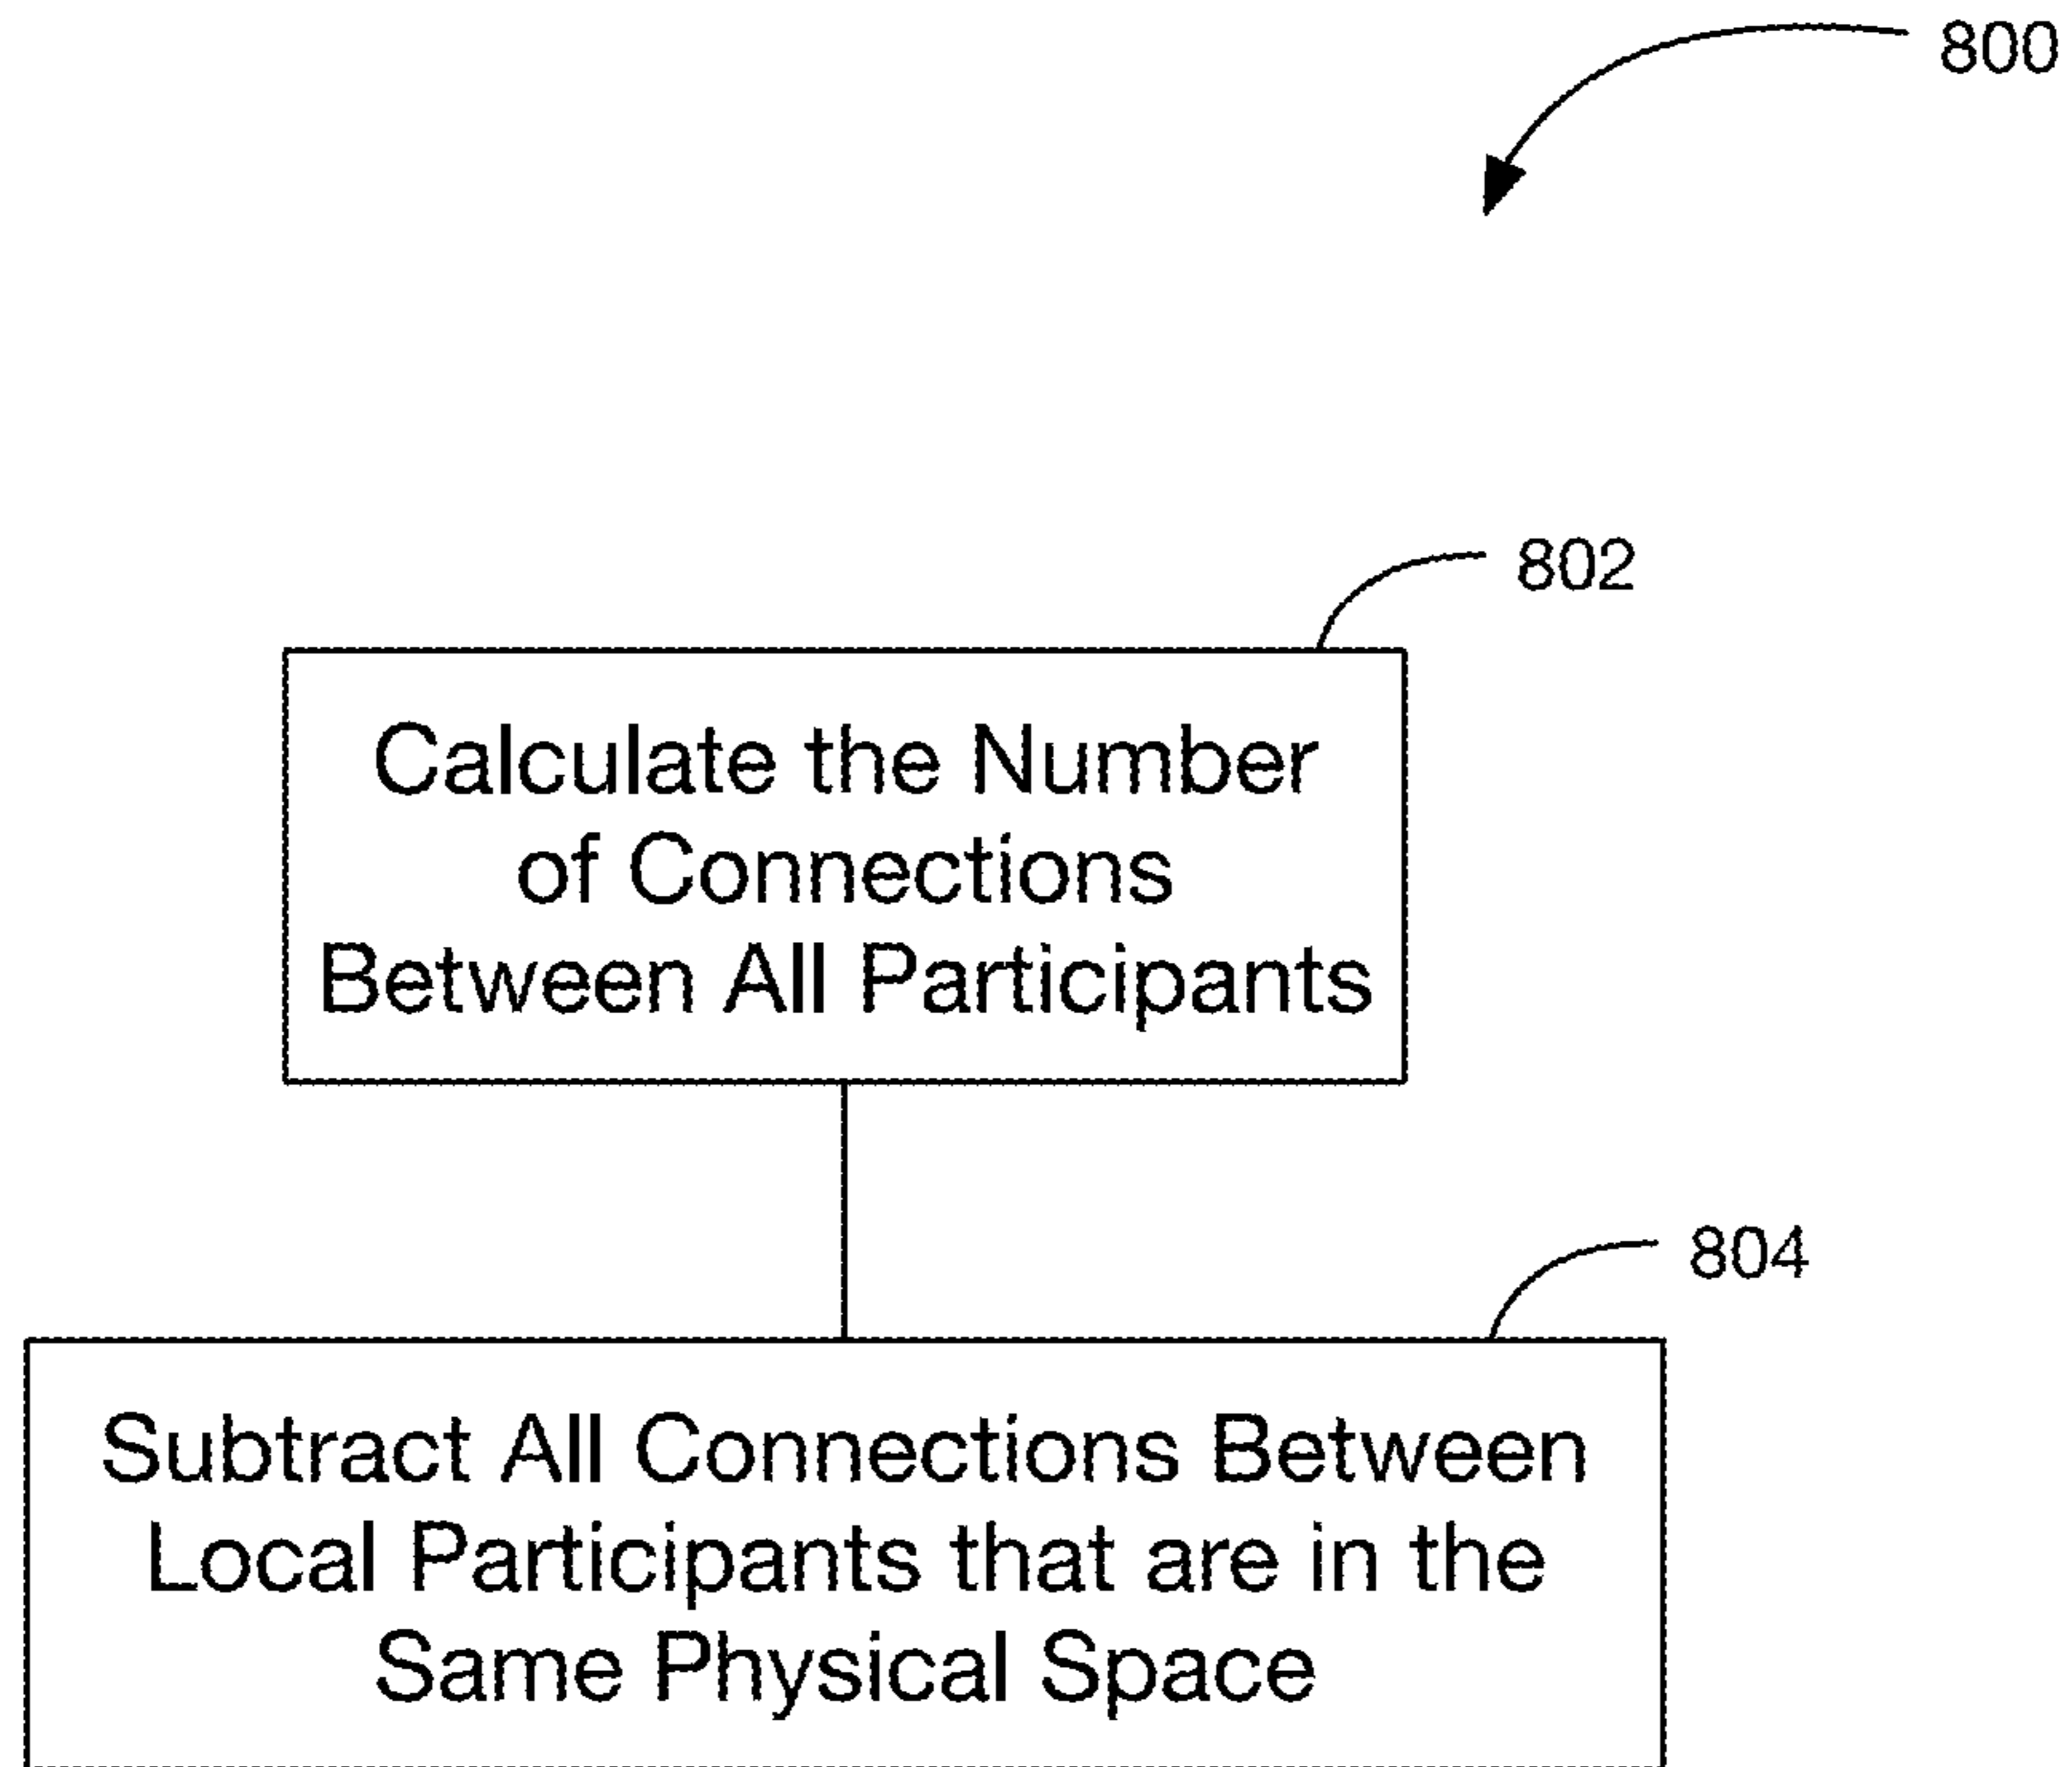 800
802
Calculate the Number
of Connections
Between All Participants
804
Subtract All Connections Between
Local Participants that are in the
Same Physical Space